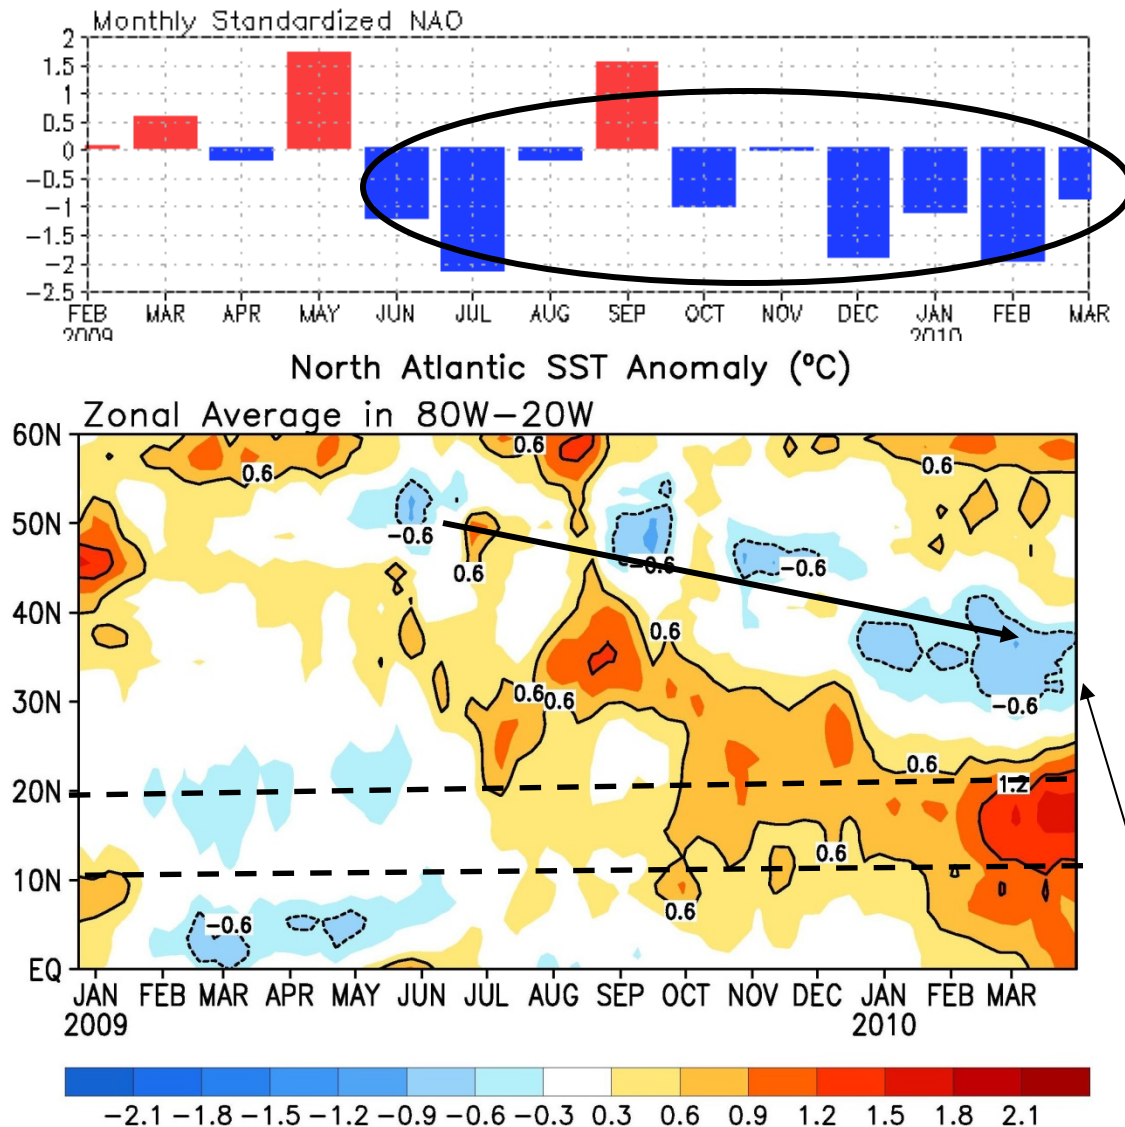 Monthly Standardized NAO
2
1.5
1
0.5
0
−0.5
−1
−1.5
−2
−2.5
FEB MAR APR MAY JUN JUL AUG SEP OCT NOV DEC JAN FEB MAR
2009 2010
North Atlantic SST Anomaly (°C)
Zonal Average in 80W−20W
60N
50N
40N
30N
20N
10N
EQ
0.6 0.6 0.6
−0.6 −0.6 −0.6
0.6
0.6
0.6 0.6 −0.6
0.6
1.2
0.6
−0.6 0.6
JAN FEB MAR APR MAY JUN JUL AUG SEP OCT NOV DEC JAN FEB MAR
2009 2010
−2.1 −1.8 −1.5 −1.2 −0.9 −0.6 −0.3 0.3 0.6 0.9 1.2 1.5 1.8 2.1